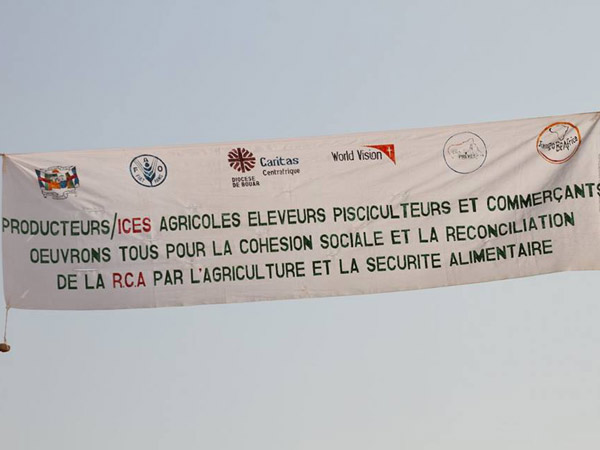 FAO
Caritas
Centrafrique
DIOCESE
DE BOUAR
World Vision
PRODUCTEURS/ICES AGRICOLES ELEVEURS PISCICULTEURS ET COMMERÇANTS
OEUVRONS TOUS POUR LA COHESION SOCIALE ET LA RECONCILIATION
DE LA R.C.A PAR L'AGRICULTURE ET LA SECURITE ALIMENTAIRE